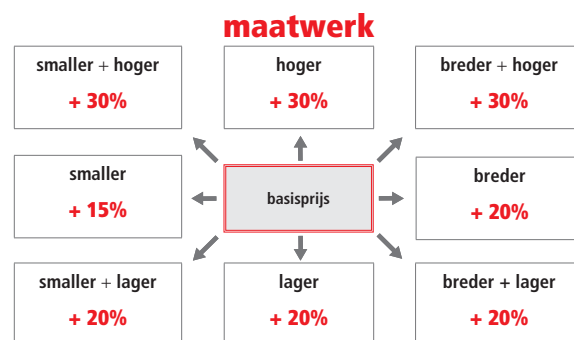 maatwerk
smaller + hoger
+ 30%
hoger
+ 30%
breder + hoger
+ 30%
smaller
+ 15%
basisprijs
breder
+ 20%
smaller + lager
+ 20%
lager
+ 20%
breder + lager
+ 20%